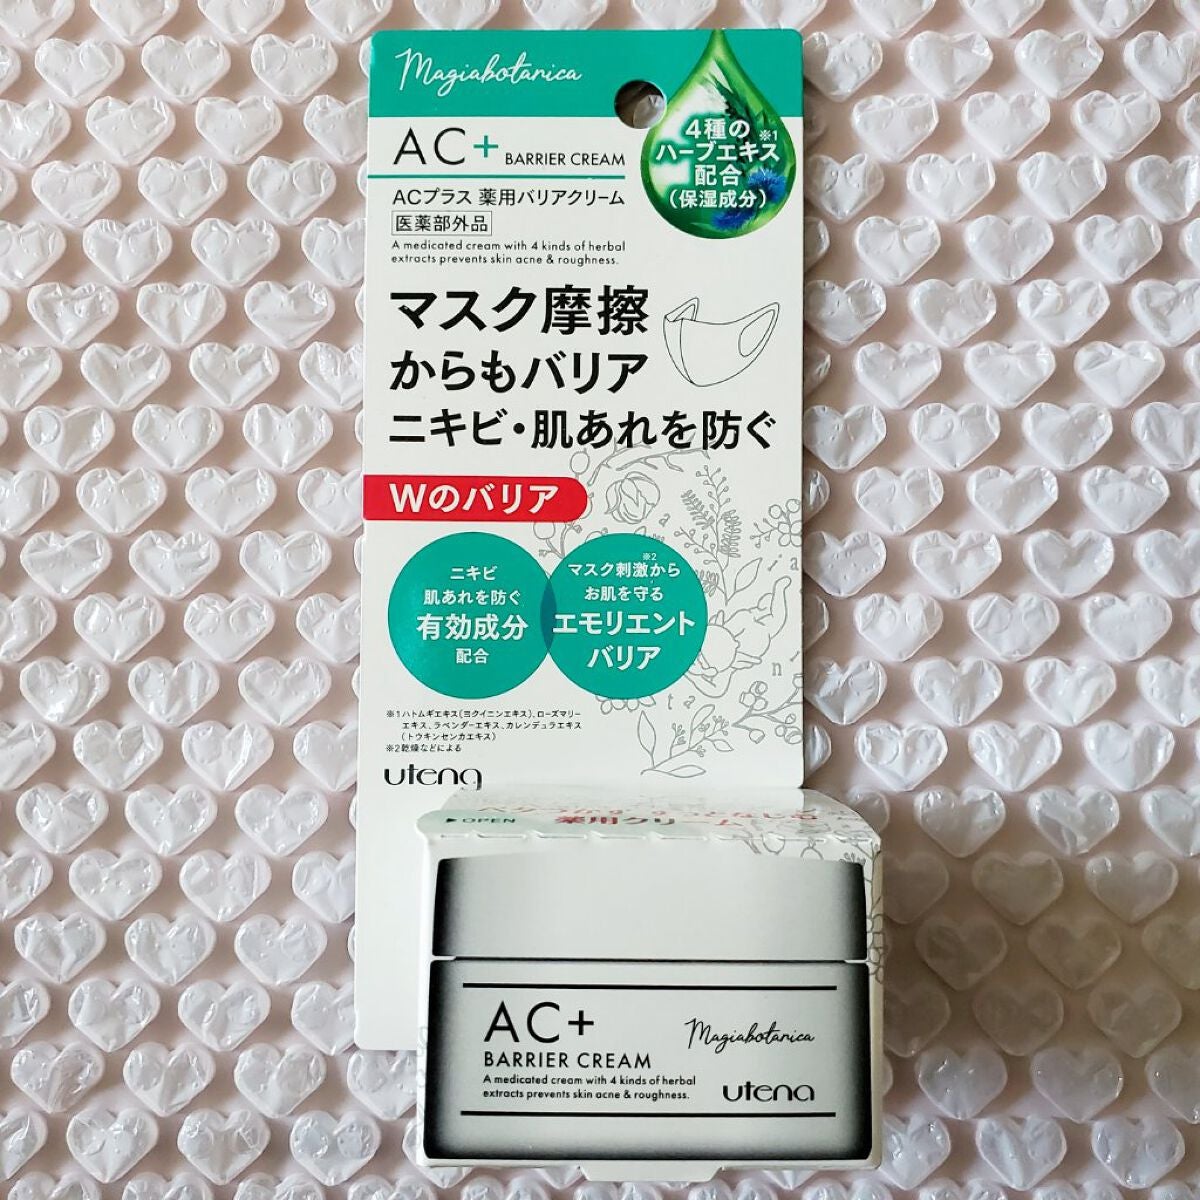 Magiabotanica
4種の※1
ハーブエキス
配合
(保湿成分)
AC+ BARRIER CREAM
ACプラス 薬用バリアクリーム
医薬部外品
A medicated cream with 4 kinds of herbal
extracts prevents skin acne & roughness.
マスク摩擦
からもバリア
ニキビ・肌あれを防ぐ
Wのバリア
ニキビ
肌あれを防ぐ
有効成分
配合
※2
マスク刺激から
お肌を守る
エモリエント
バリア
※1ハトムギエキス(ヨクイニンエキス)、ローズマリー
エキス、ラベンダーエキス、カレンデュラエキス
(トウキンセンカエキス)
※2乾燥などによる
utena
OPEN
薬用クリーム
AC+
BARRIER CREAM
A medicated cream with 4 kinds of herbal
extracts prevents skin acne & roughness.
Magiabotanica
utena